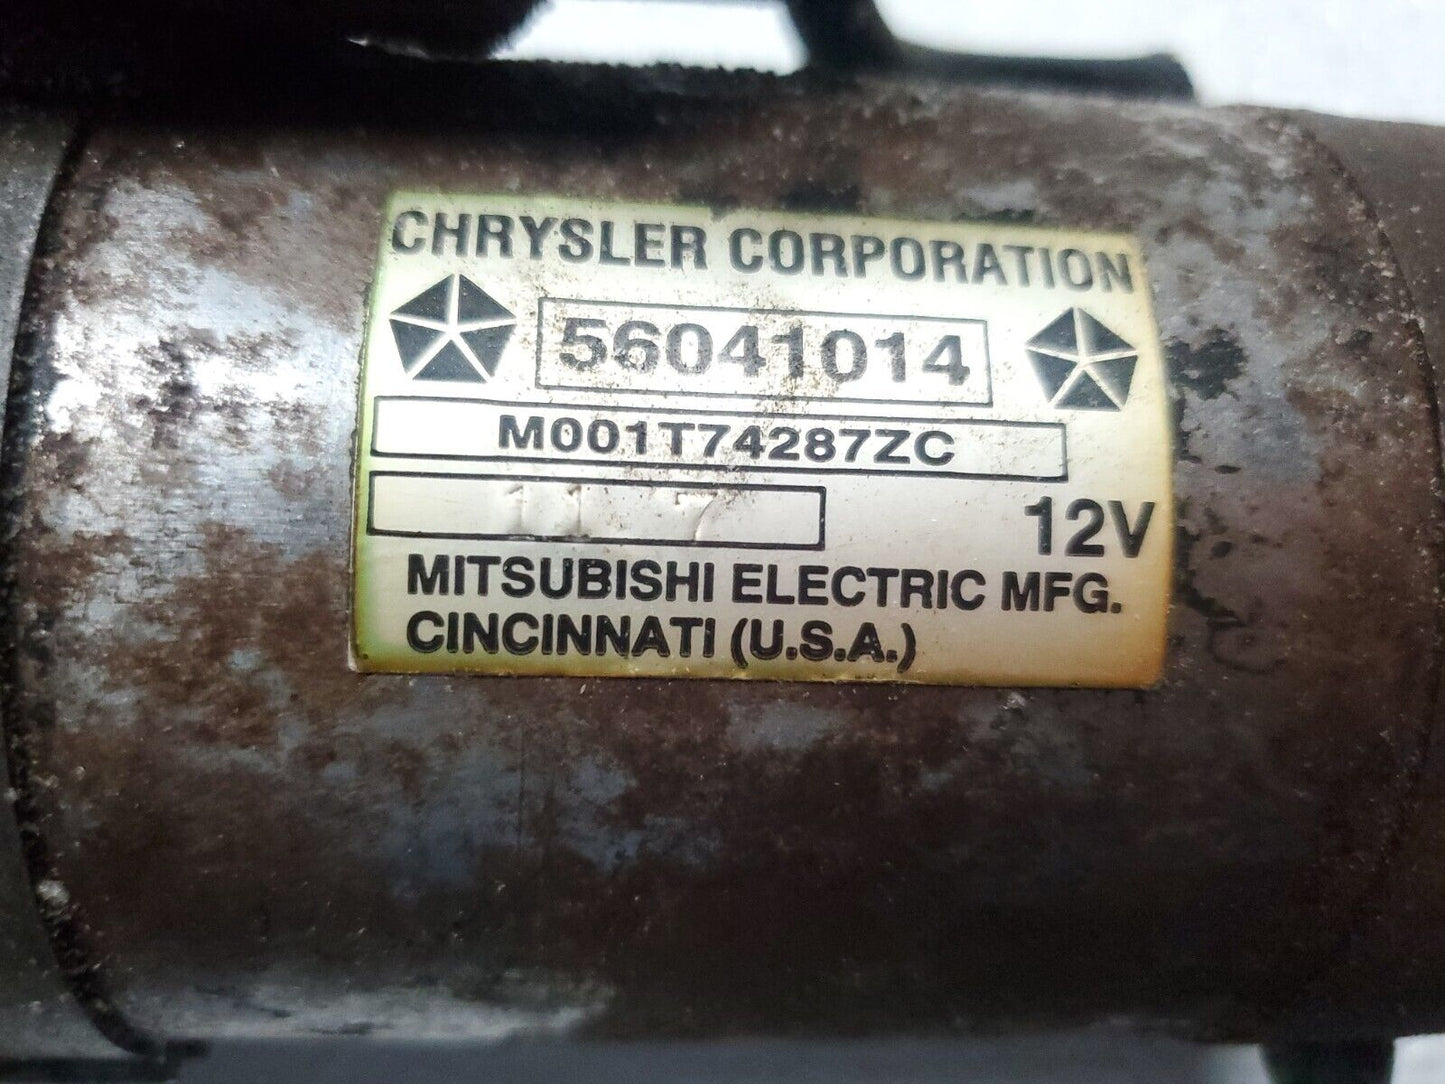 CHRYSLER CORPORATION
56041014
M001T74287ZC
12V
MITSUBISHI ELECTRIC MFG.
CINCINNATI (U.S.A.)